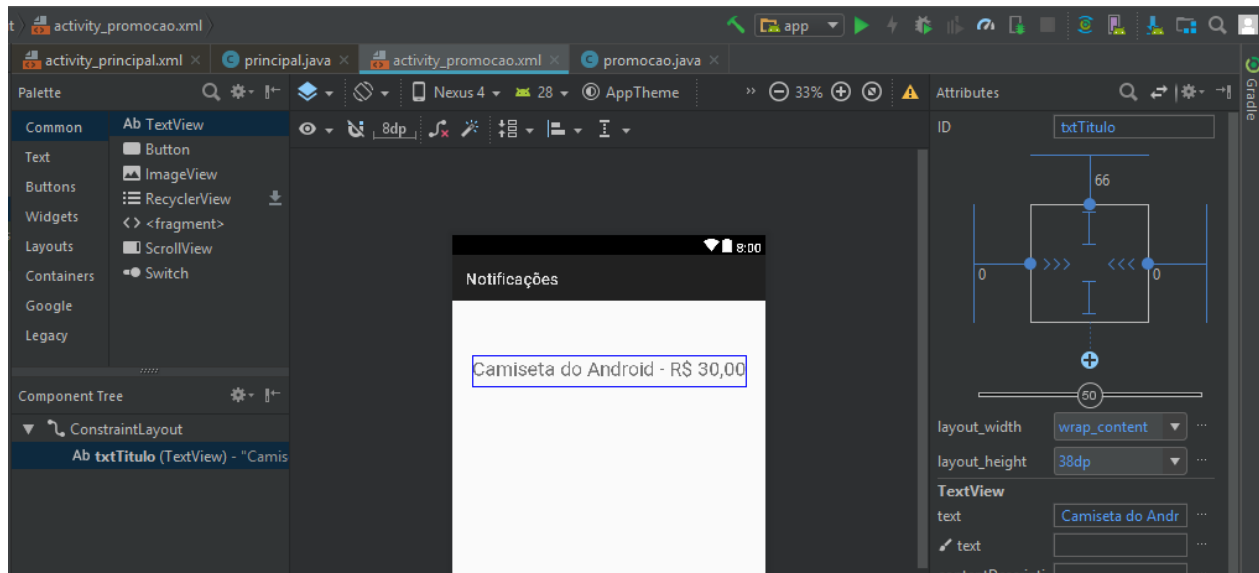 t activity_promocao.xml
app
activity_principal.xml
principal.java
activity_promocao.xml
promocao.java
Palette
Common
Text
Buttons
Widgets
Layouts
Containers
Google
Legacy
Ab TextView
Button
ImageView
RecyclerView
<> <fragment>
ScrollView
Switch
Component Tree
ConstraintLayout
Ab txtTitulo (TextView) - "Camis
Nexus 4
28
AppTheme
»
33%
8dp
8:00
Notificações
Camiseta do Android - R$ 30,00
Attributes
ID
txtTitulo
66
0
>>>
<<<
0
50
layout_width
wrap_content
...
layout_height
38dp
...
TextView
text
Camiseta do Andr
...
text
...
Gradle